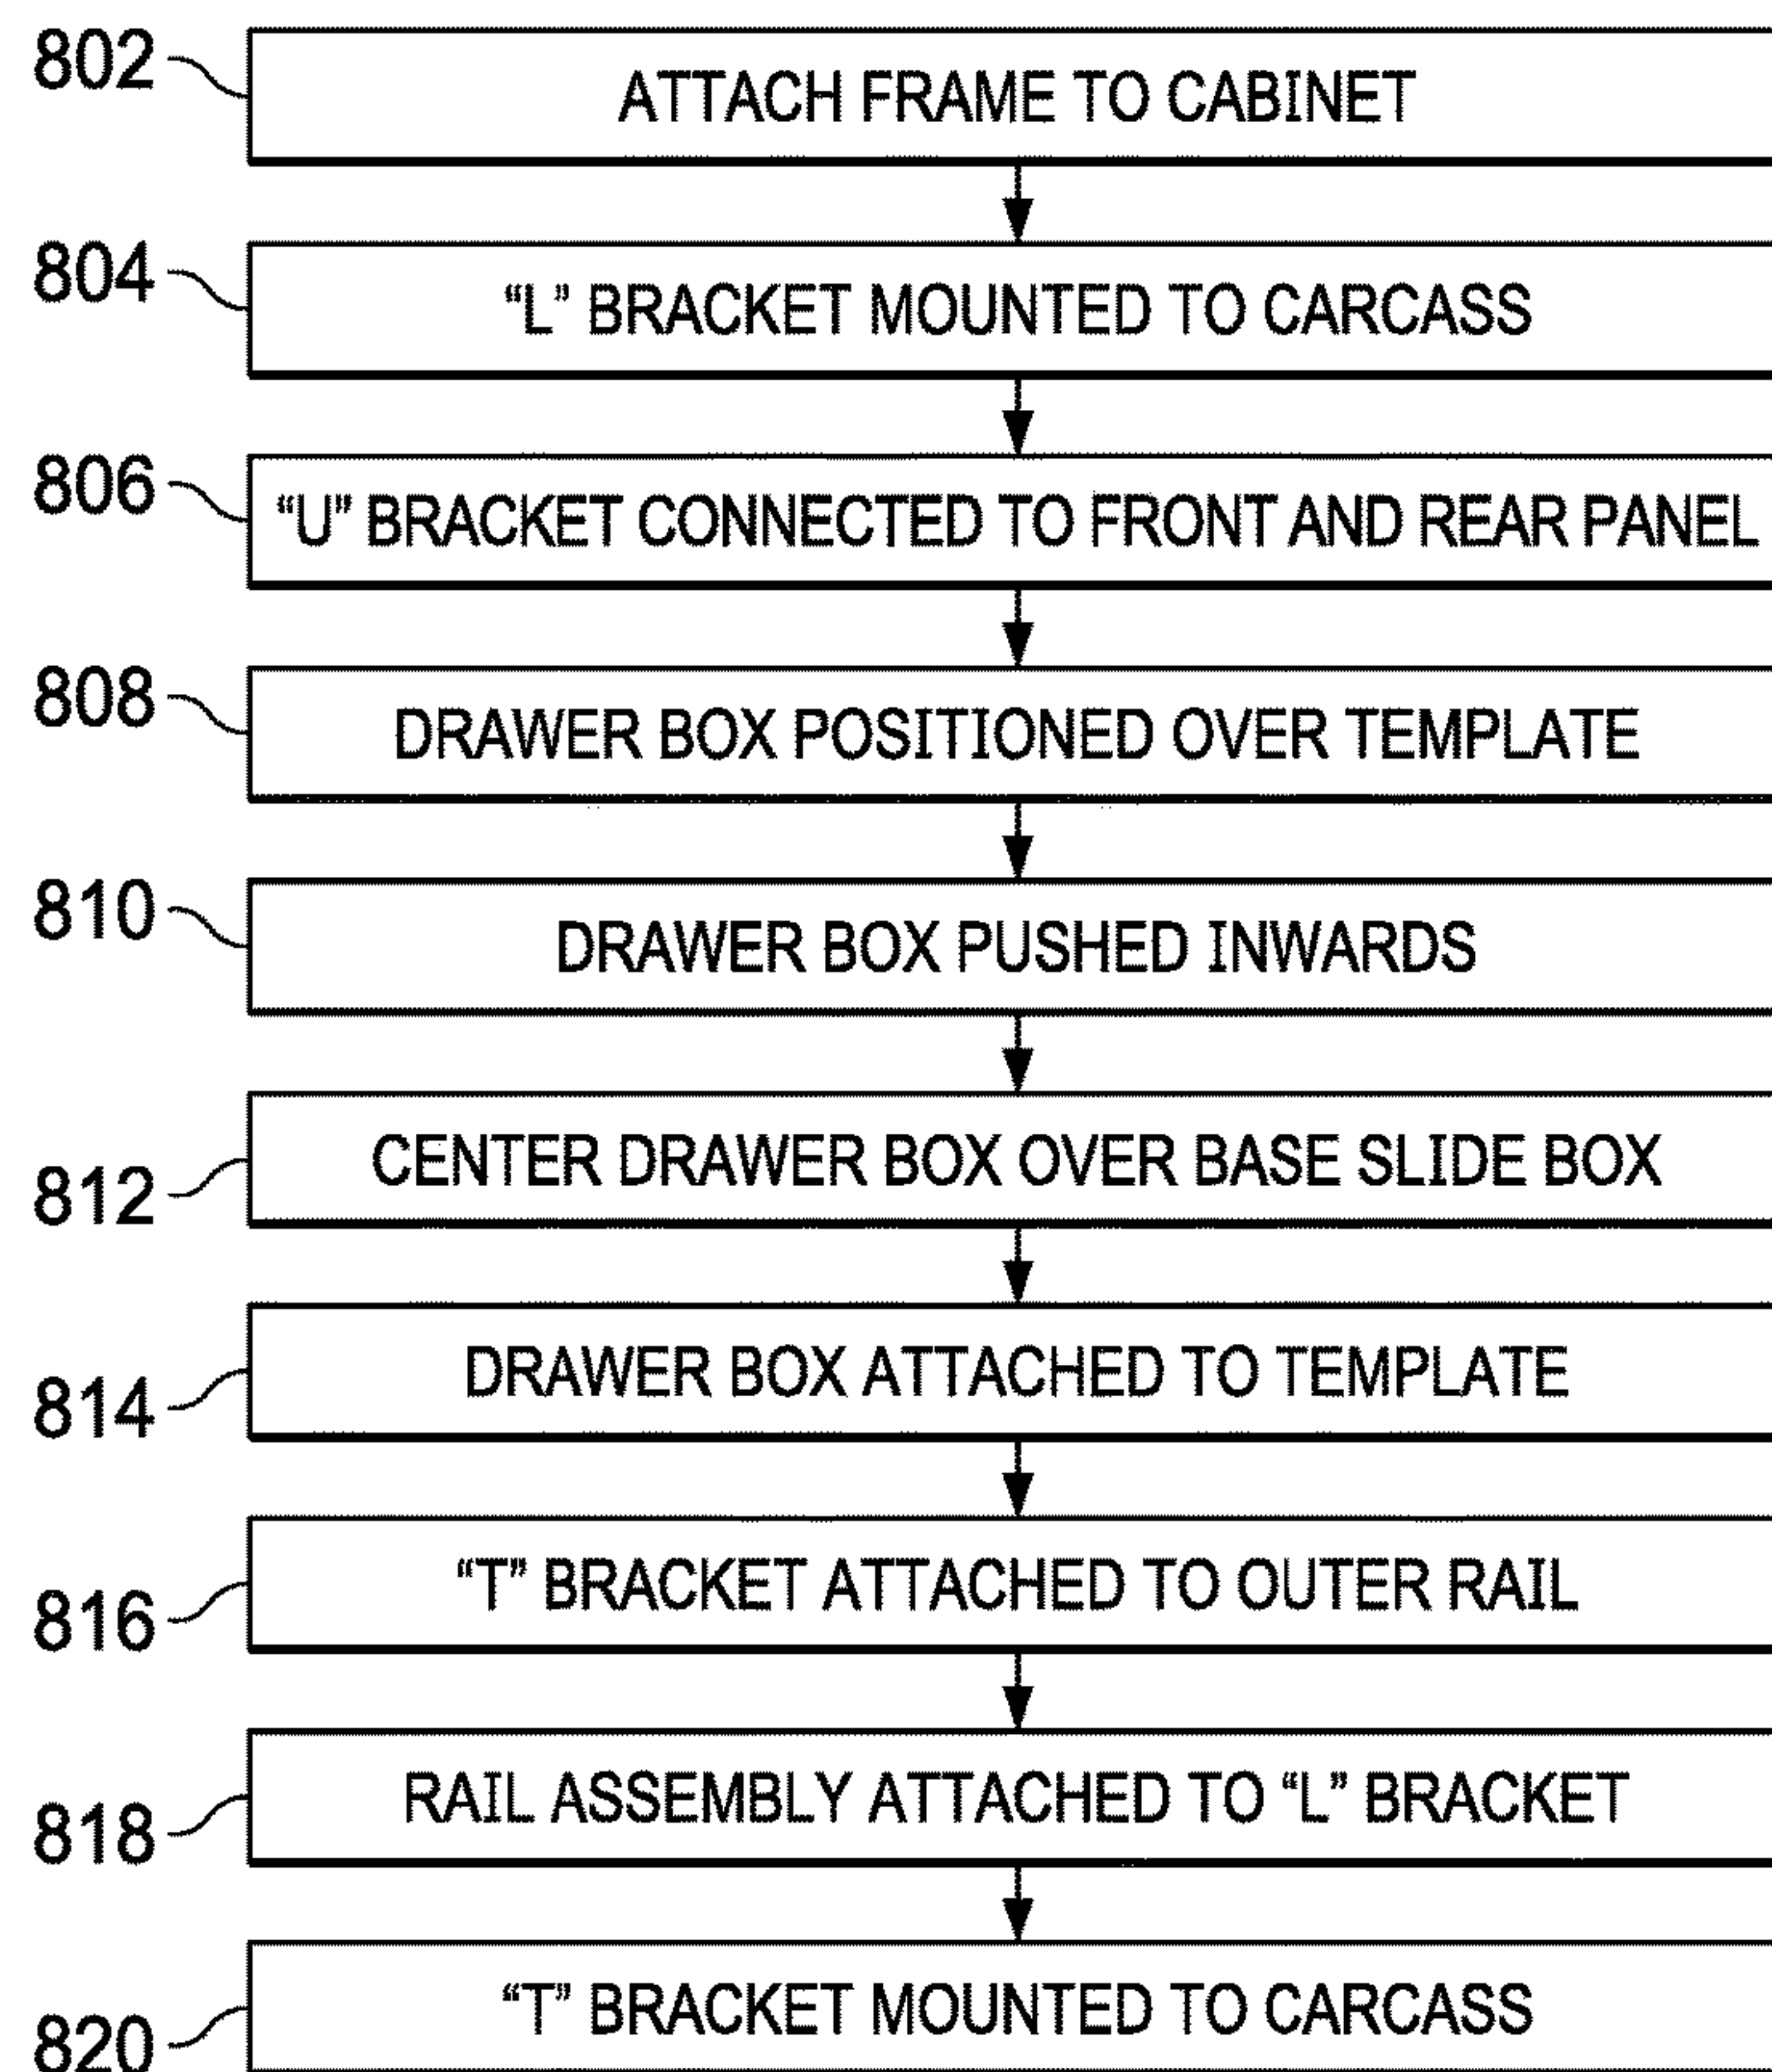 802 ATTACH FRAME TO CABINET
804 “L” BRACKET MOUNTED TO CARCASS
806 “U” BRACKET CONNECTED TO FRONT AND REAR PANEL
808 DRAWER BOX POSITIONED OVER TEMPLATE
810 DRAWER BOX PUSHED INWARDS
812 CENTER DRAWER BOX OVER BASE SLIDE BOX
814 DRAWER BOX ATTACHED TO TEMPLATE
816 “T” BRACKET ATTACHED TO OUTER RAIL
818 RAIL ASSEMBLY ATTACHED TO “L” BRACKET
820 “T” BRACKET MOUNTED TO CARCASS